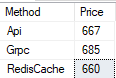 Method Price
Api 667
Grpc 685
RedisCache 660